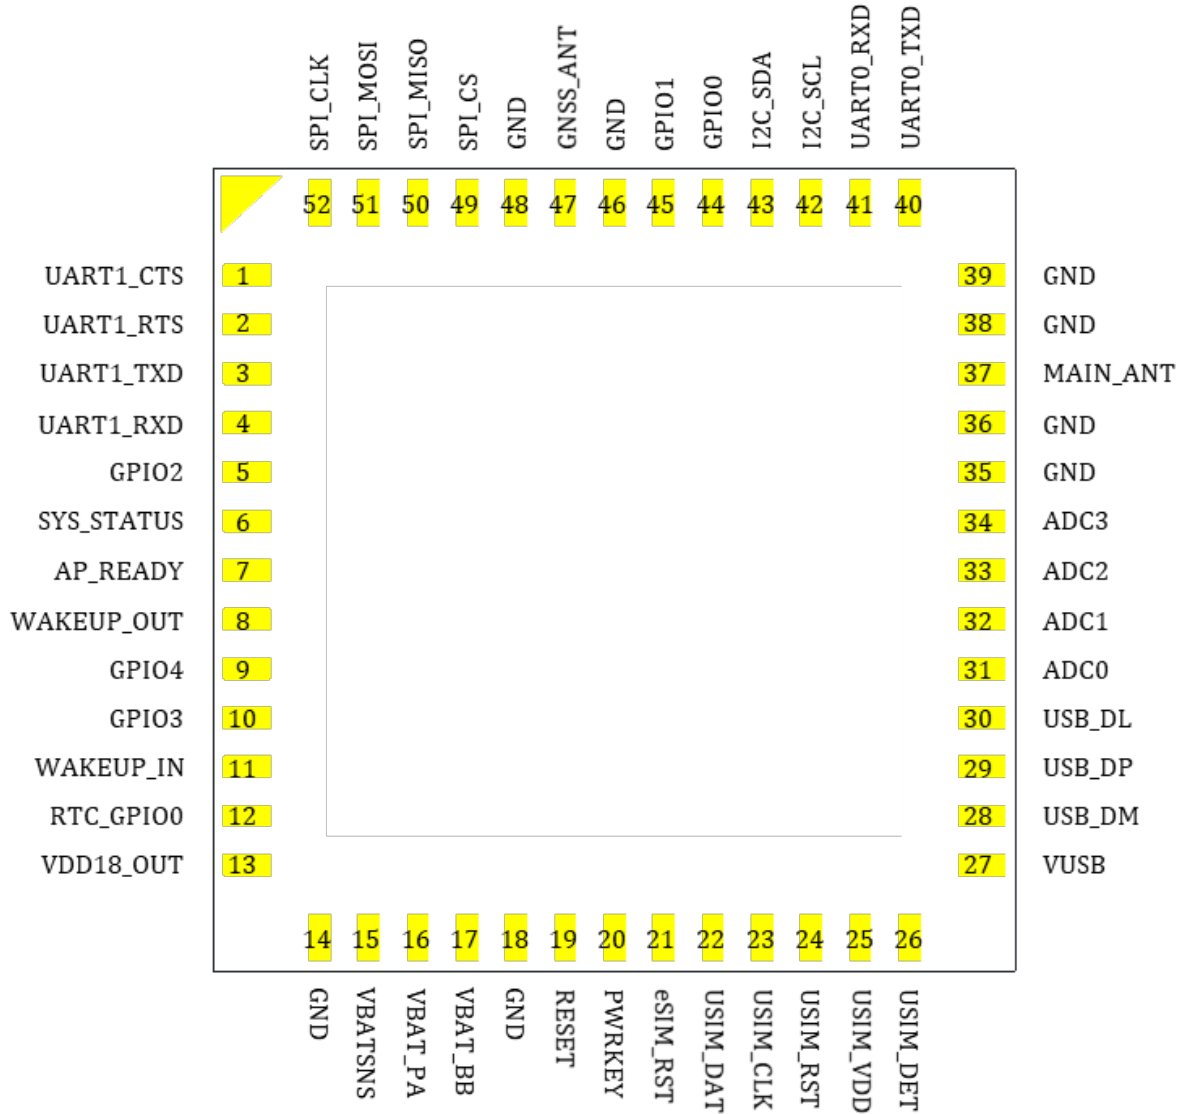 SPI_CLK
SPI_MOSI
SPI_MISO
SPI_CS
GND
GNSS_ANT
GND
GPIO1
GPIO0
I2C_SDA
I2C_SCL
UART0_RXD
UART0_TXD
52 51 50 49 48 47 46 45 44 43 42 41 40
UART1_CTS 1 39 GND
UART1_RTS 2 38 GND
UART1_TXD 3 37 MAIN_ANT
UART1_RXD 4 36 GND
GPIO2 5 35 GND
SYS_STATUS 6 34 ADC3
AP_READY 7 33 ADC2
WAKEUP_OUT 8 32 ADC1
GPIO4 9 31 ADC0
GPIO3 10 30 USB_DL
WAKEUP_IN 11 29 USB_DP
RTC_GPIO0 12 28 USB_DM
VDD18_OUT 13 27 VUSB
14 15 16 17 18 19 20 21 22 23 24 25 26
GND
VBATSNS
VBAT_PA
VBAT_BB
GND
RESET
PWRKEY
eSIM_RST
USIM_DAT
USIM_CLK
USIM_RST
USIM_VDD
USIM_DET